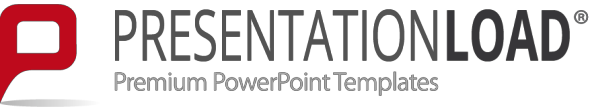 PRESENTATIONLOAD®
Premium PowerPoint Templates